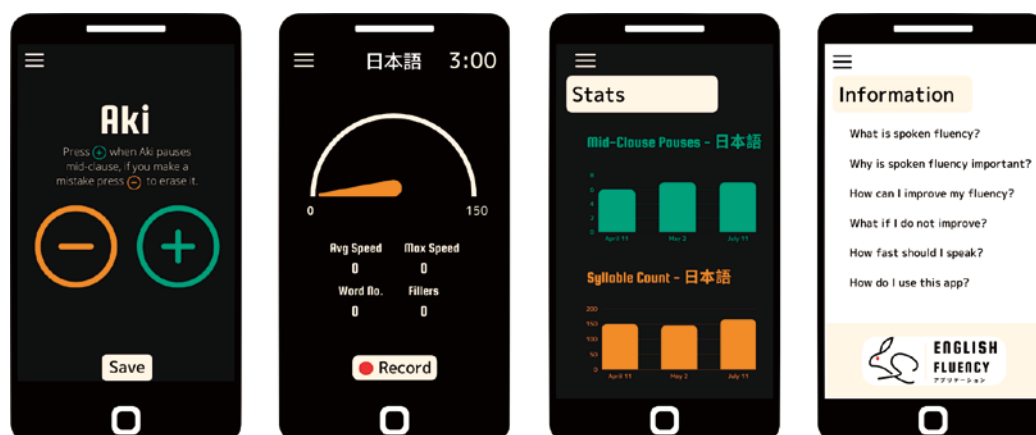 Aki
Press + when Aki pauses
mid-clause, if you make a
mistake press − to erase it.
Save
日本語 3:00
0 150
Avg Speed Max Speed
0 0
Word No. Fillers
0 0
Record
Stats
Mid-Clause Pauses - 日本語
8
6
4
2
0
April 11 May 2 July 11
Syllable Count - 日本語
200
150
100
50
0
April 11 May 2 July 11
Information
What is spoken fluency?
Why is spoken fluency important?
How can I improve my fluency?
What if I do not improve?
How fast should I speak?
How do I use this app?
ENGLISH
FLUENCY
アプリケーション